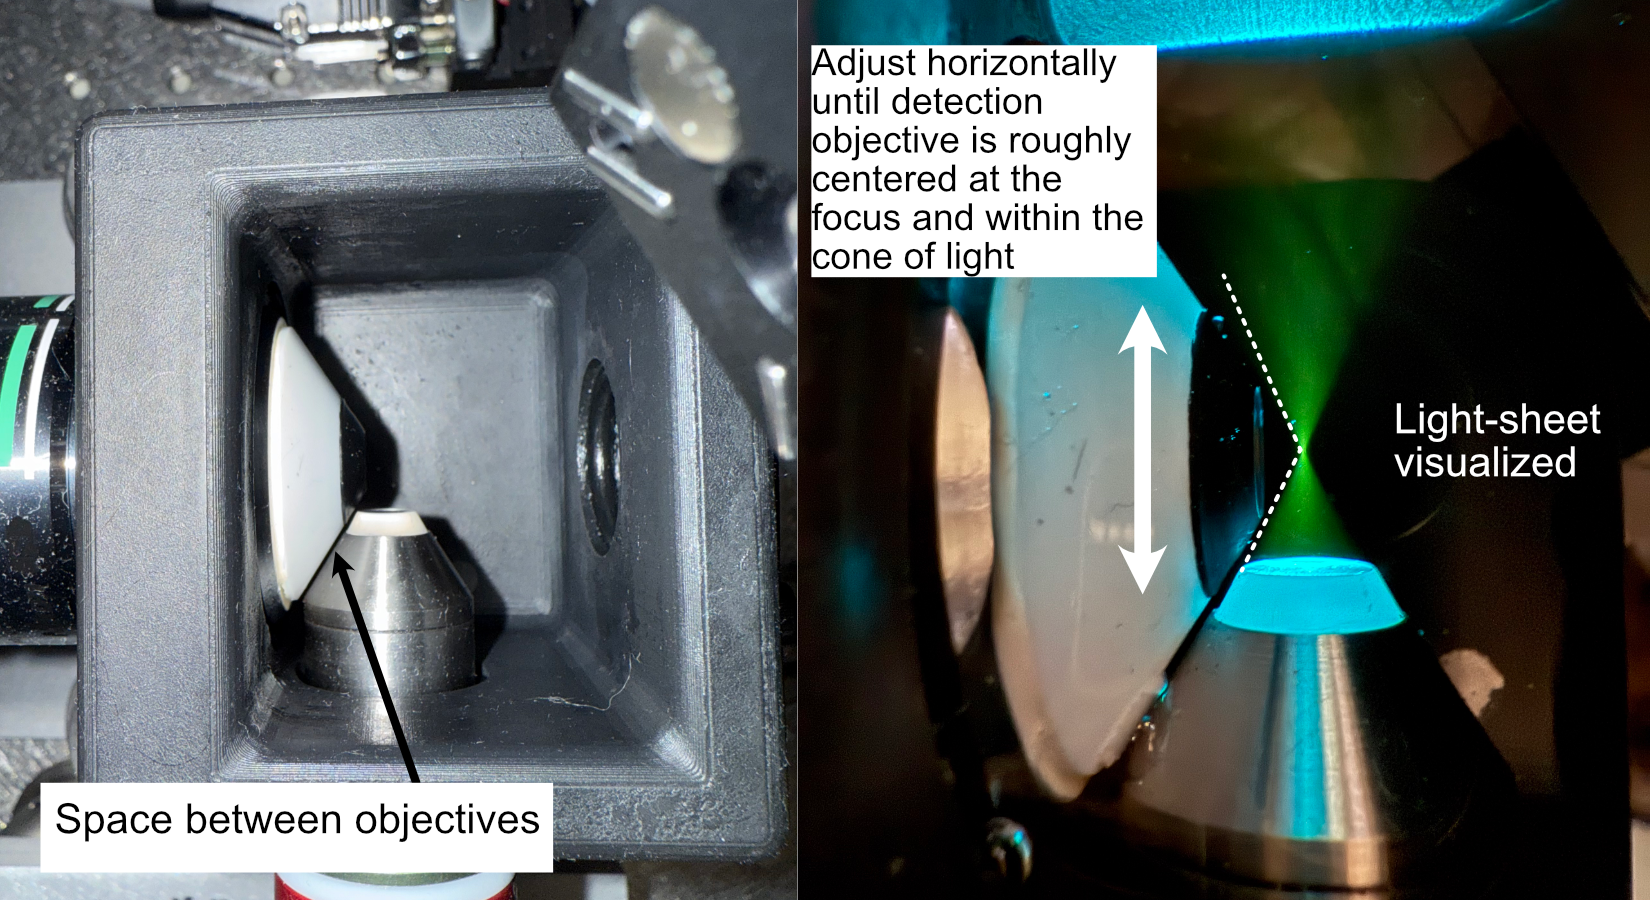 Adjust horizontally
until detection
objective is roughly
centered at the
focus and within the
cone of light
Light-sheet
visualized
Space between objectives